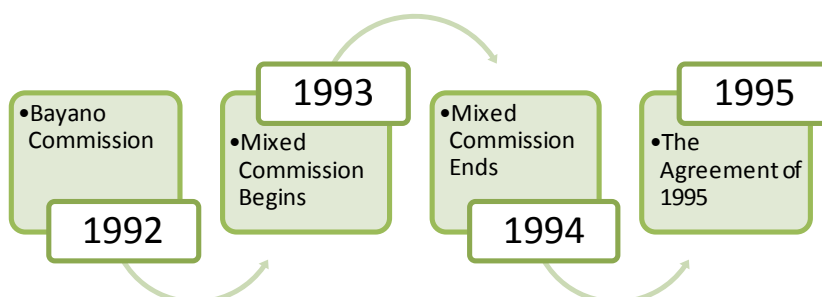 •Bayano
Commission
1992
1993
•Mixed
Commission
Begins
•Mixed
Commission
Ends
1994
1995
•The
Agreement of
1995